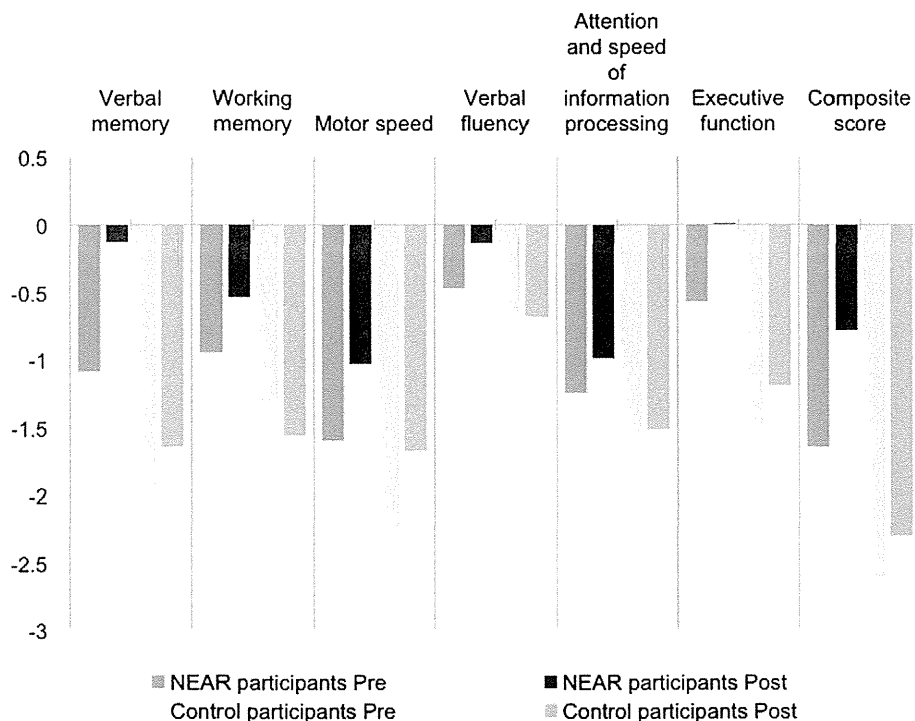 Verbal
memory
Working
memory
Motor speed
Verbal
fluency
Attention
and speed
of
information
processing
Executive
function
Composite
score
0.5
0
-0.5
-1
-1.5
-2
-2.5
-3
NEAR participants Pre
NEAR participants Post
Control participants Pre
Control participants Post